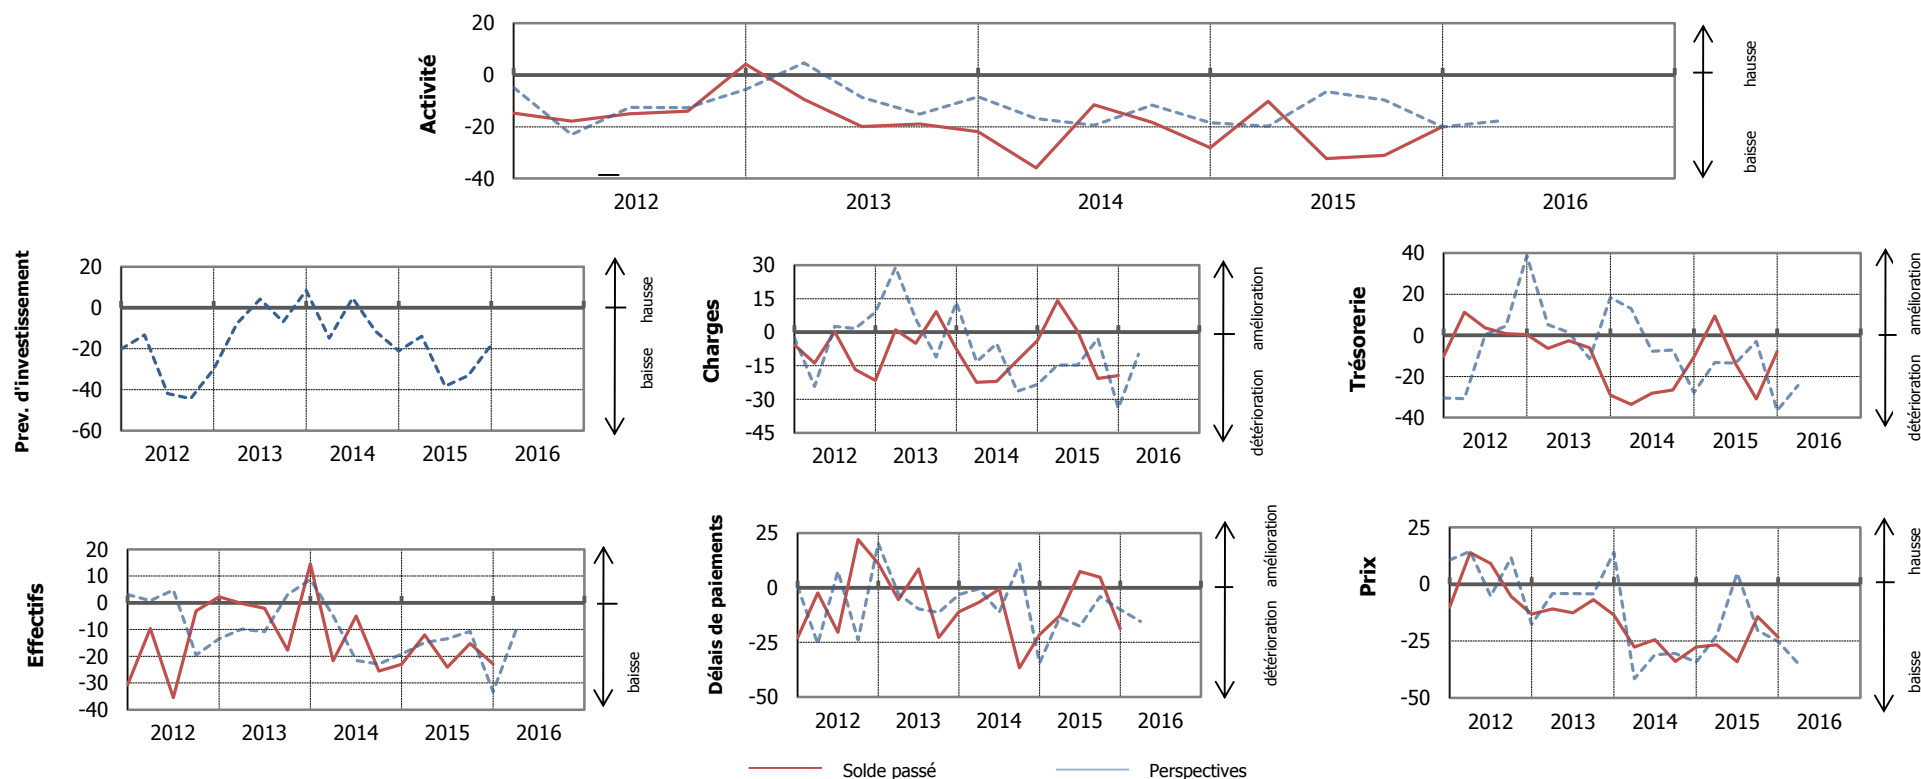 Activité
20
0
-20
-40
2012 2013 2014 2015 2016
hausse
baisse
Prev. d'investissement
20
0
-20
-40
-60
2012 2013 2014 2015 2016
hausse
baisse
Charges
30
15
0
-15
-30
-45
2012 2013 2014 2015 2016
amélioration
détérioration
Trésorerie
40
20
0
-20
-40
2012 2013 2014 2015 2016
amélioration
détérioration
Effectifs
20
10
0
-10
-20
-30
-40
2012 2013 2014 2015 2016
baisse
Délais de paiements
25
0
-25
-50
2012 2013 2014 2015 2016
amélioration
détérioration
Prix
25
0
-25
-50
2012 2013 2014 2015 2016
hausse
baisse
Solde passé
Perspectives